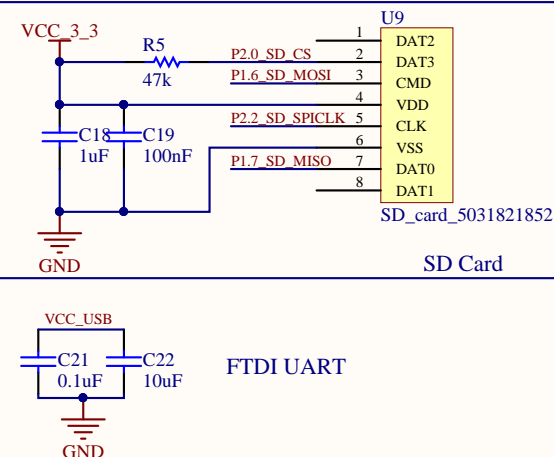 U9
VCC_3_3
1 DAT2
R5
P2.0_SD_CS 2 DAT3
47k
P1.6_SD_MOSI 3 CMD
4 VDD
C18 C19
P2.2_SD_SPICLK 5 CLK
1uF 100nF
6 VSS
P1.7_SD_MISO 7 DAT0
8 DAT1
SD_card_5031821852
GND
SD Card
VCC_USB
C21 C22
FTDI UART
0.1uF 10uF
GND